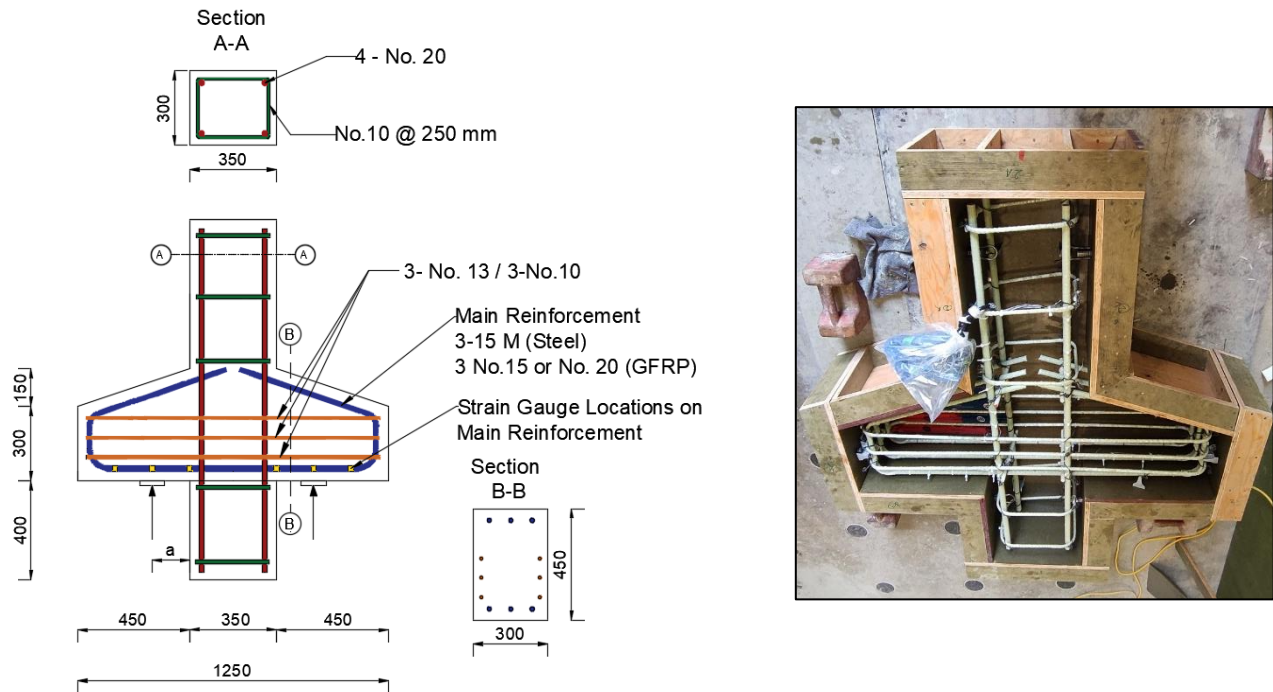 Section
A-A
4 - No. 20
300
No.10 @ 250 mm
350
A
A
3- No. 13 / 3-No.10
Main Reinforcement
3-15 M (Steel)
3 No.15 or No. 20 (GFRP)
B
150
300
Strain Gauge Locations on
Main Reinforcement
Section
B-B
B
400
a
450
300
450
350
450
1250